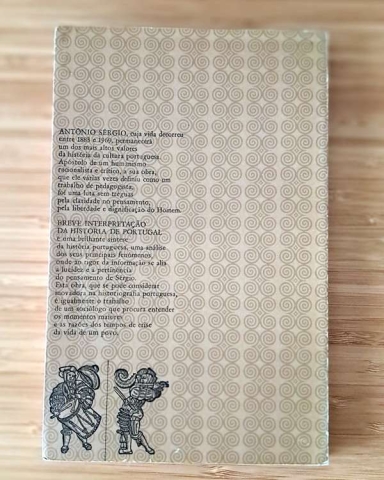 ANTÓNIO SÉRGIO, cuja vida decorreu
entre 1883 e 1969, permanecerá
um dos mais altos valores
da história da cultura portuguesa.
Apóstolo de um humanismo
racionalista e crítico, a sua obra,
que ele várias vezes definiu como um
trabalho de pedagogista,
foi uma luta sem tréguas
pela claridade no pensamento,
pela liberdade e dignificação do Homem.
BREVE INTERPRETAÇÃO
DA HISTÓRIA DE PORTUGAL
é uma brilhante síntese
da história portuguesa, uma análise
dos seus principais fenómenos,
onde ao rigor da informação se alia
a lucidez e a pertinência
do pensamento de Sérgio.
Esta obra, que se pode considerar
inovadora na historiografia portuguesa,
é igualmente o trabalho
de um sociólogo que procura entender
os momentos maiores
e as razões dos tempos de crise
da vida de um povo.